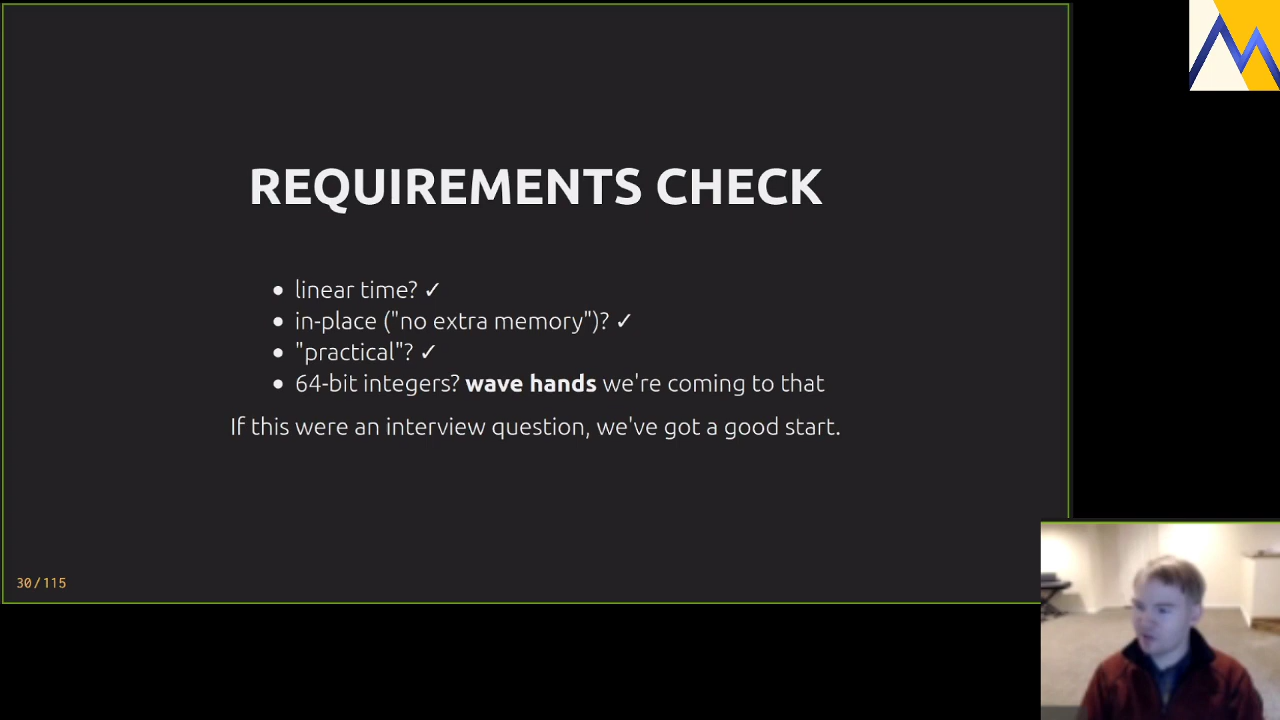 REQUIREMENTS CHECK
• linear time? ✓
• in-place ("no extra memory")? ✓
• "practical"? ✓
• 64-bit integers? wave hands we're coming to that
If this were an interview question, we've got a good start.
30/115